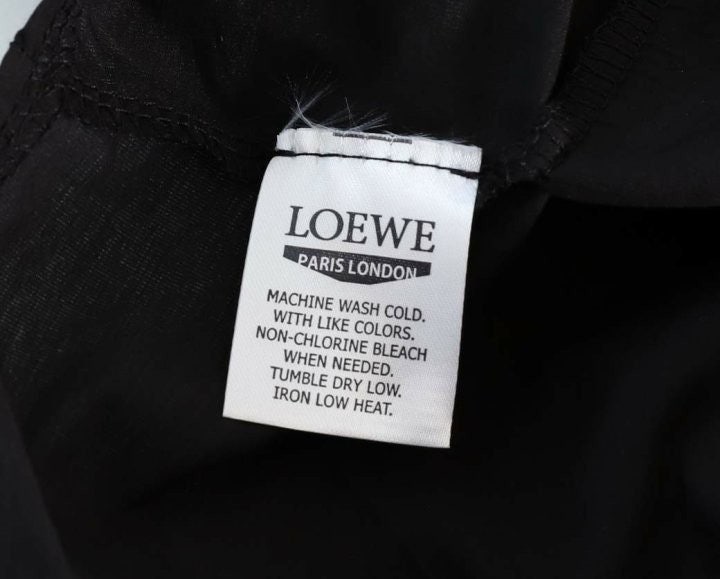 LOEWE
PARIS LONDON
MACHINE WASH COLD.
WITH LIKE COLORS.
NON-CHLORINE BLEACH
WHEN NEEDED.
TUMBLE DRY LOW.
IRON LOW HEAT.